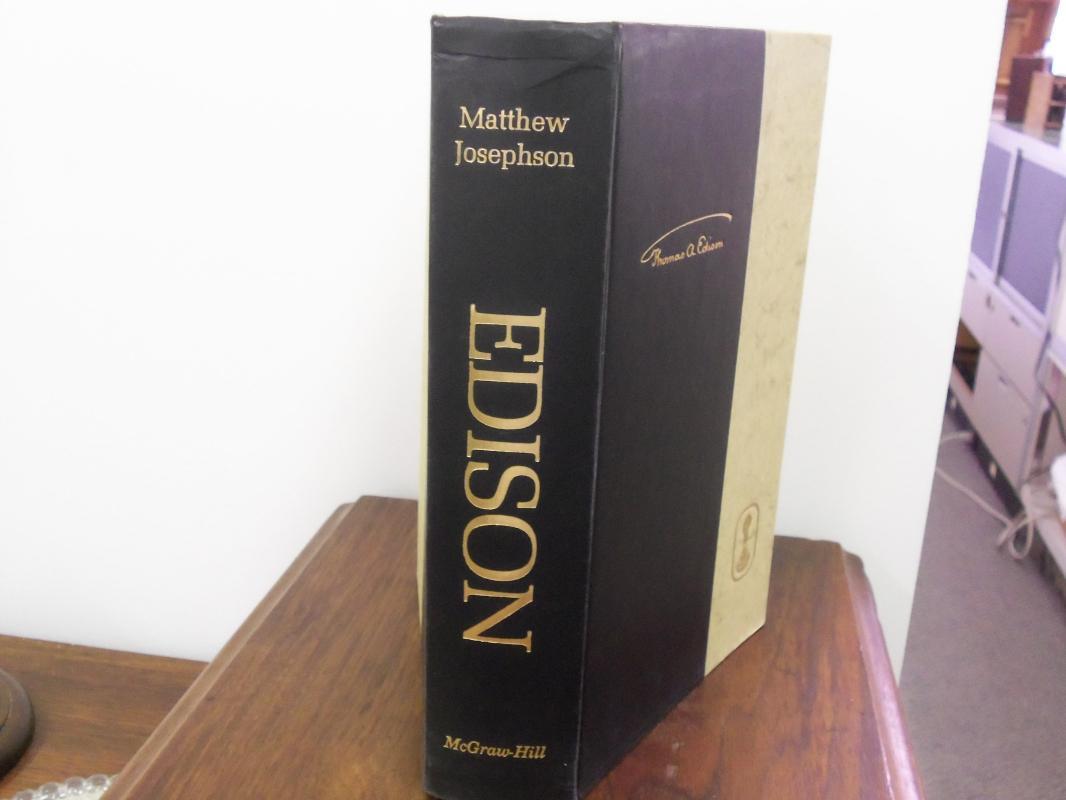 Matthew
Josephson
EDISON
McGraw-Hill
Thomas A Edison